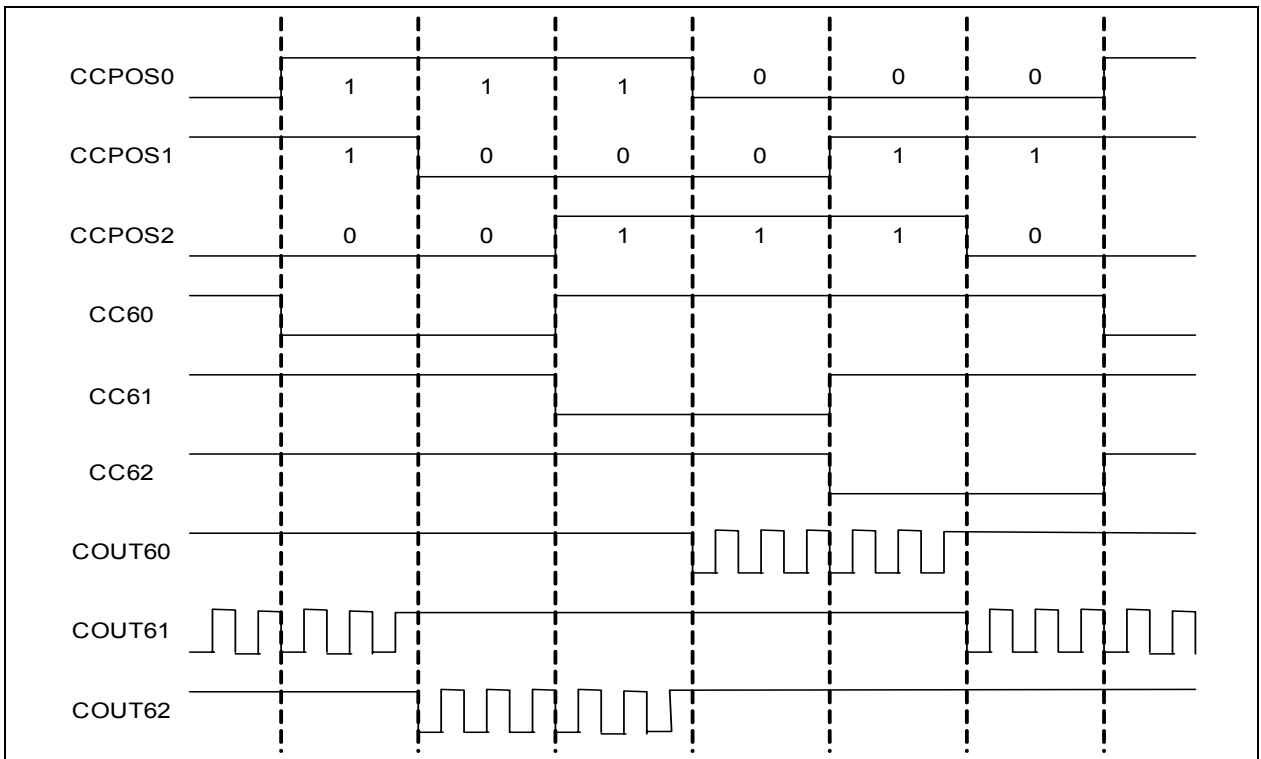 CCPOS0 1 1 1 0 0 0
CCPOS1 1 0 0 0 1 1
CCPOS2 0 0 1 1 1 0
CC60
CC61
CC62
COUT60
COUT61
COUT62